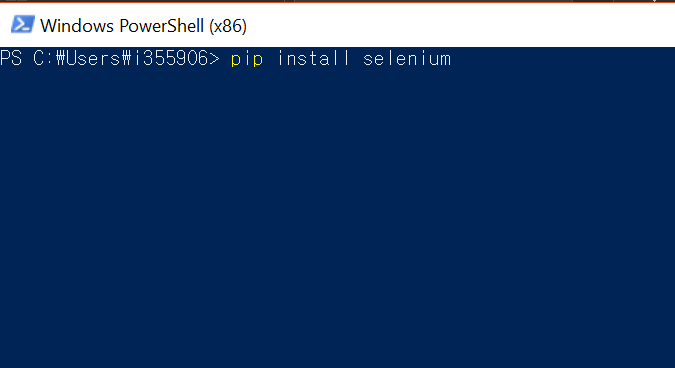 Windows PowerShell (x86)
PS C:₩Users₩i355906> pip install selenium